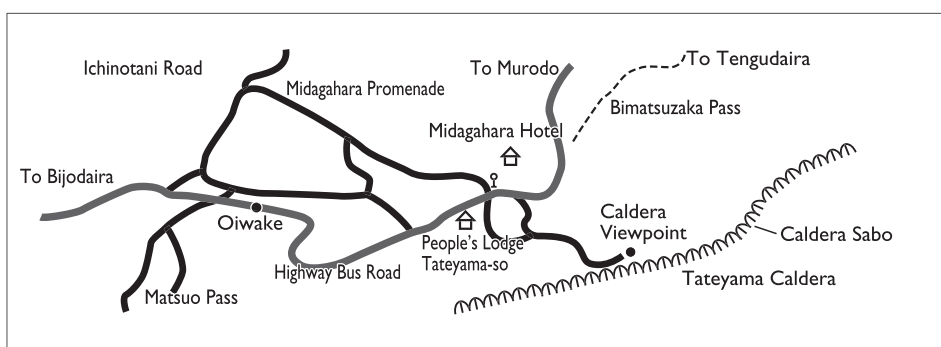 Ichinotani Road
To Murodo
To Tengudaira
Midagahara Promenade
Bimatsuzaka Pass
Midagahara Hotel
To Bijodaira
Oiwake
Caldera
Viewpoint
Caldera Sabo
People's Lodge
Tateyama-so
Highway Bus Road
Tateyama Caldera
Matsuo Pass